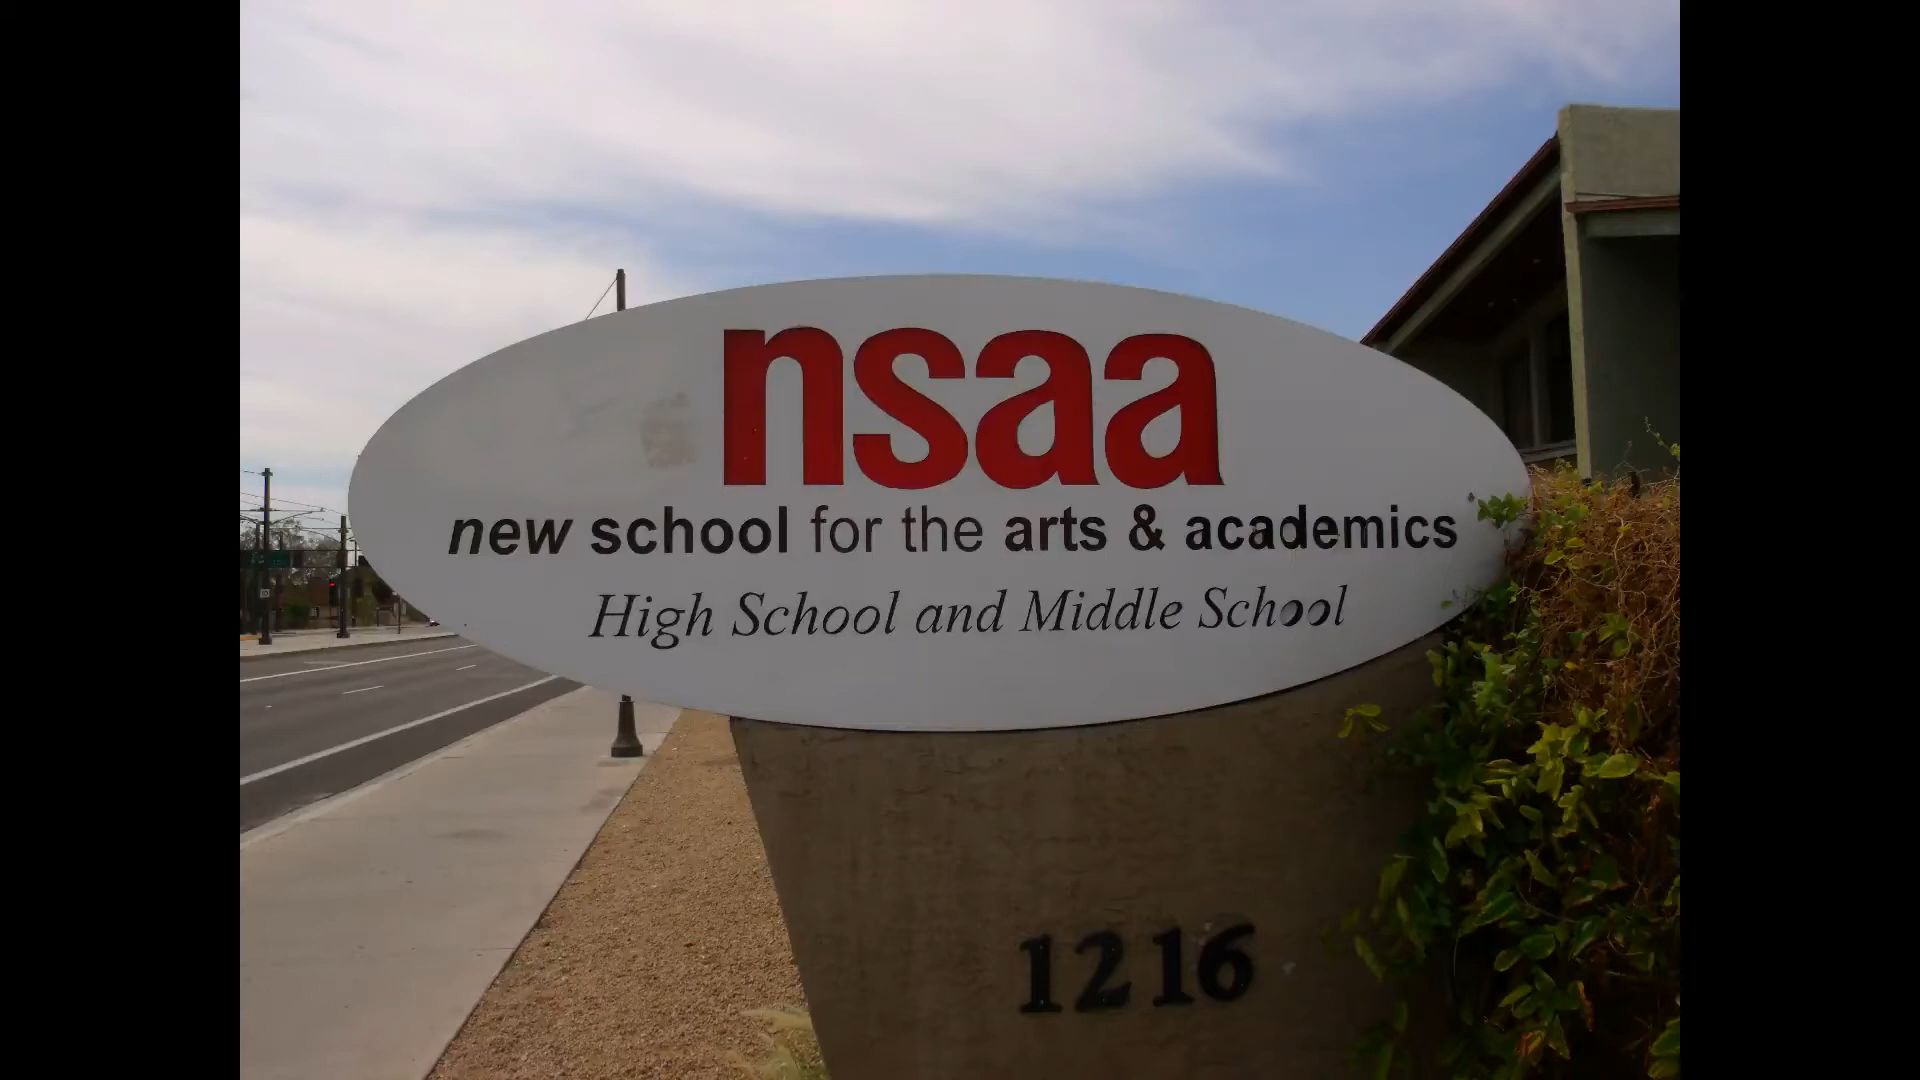 nsaa
new school for the arts & academics
High School and Middle School
1216